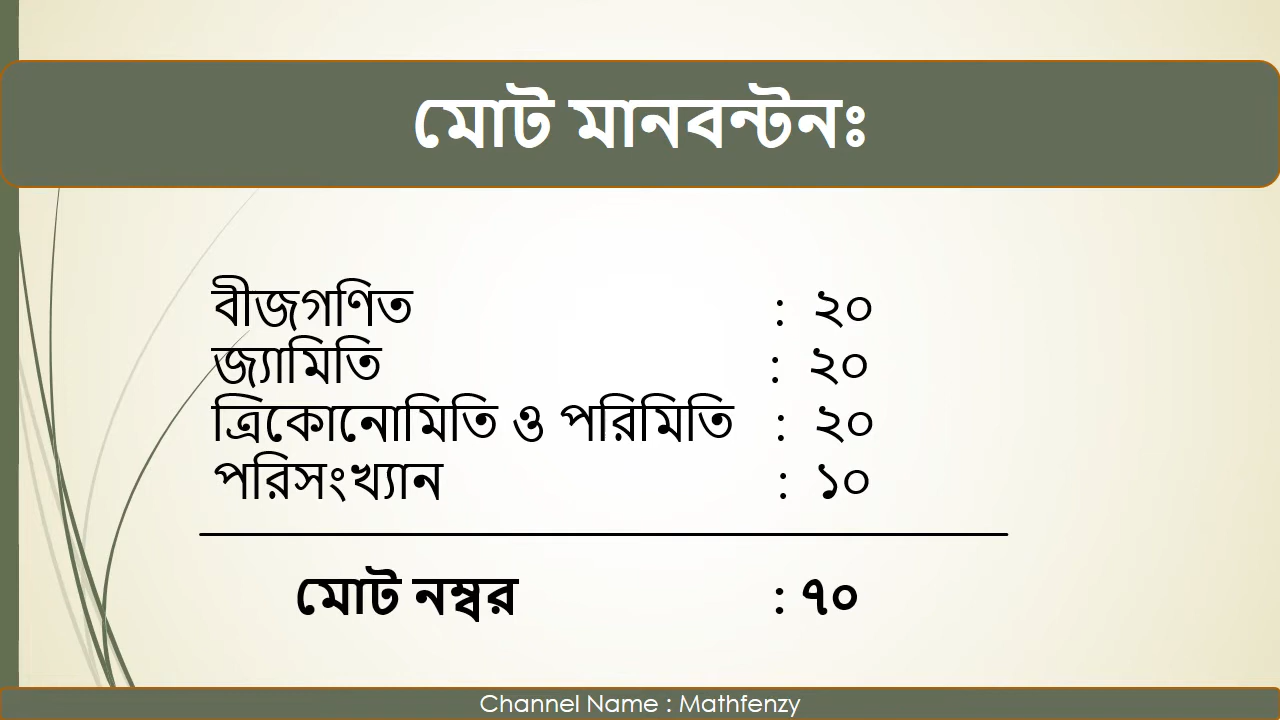 মোট মানবন্টনঃ
বীজগণিত : ২০
জ্যামিতি : ২০
ত্রিকোনোমিতি ও পরিমিতি : ২০
পরিসংখ্যান : ১০
মোট নম্বর : ৭০
Channel Name : Mathfenzy